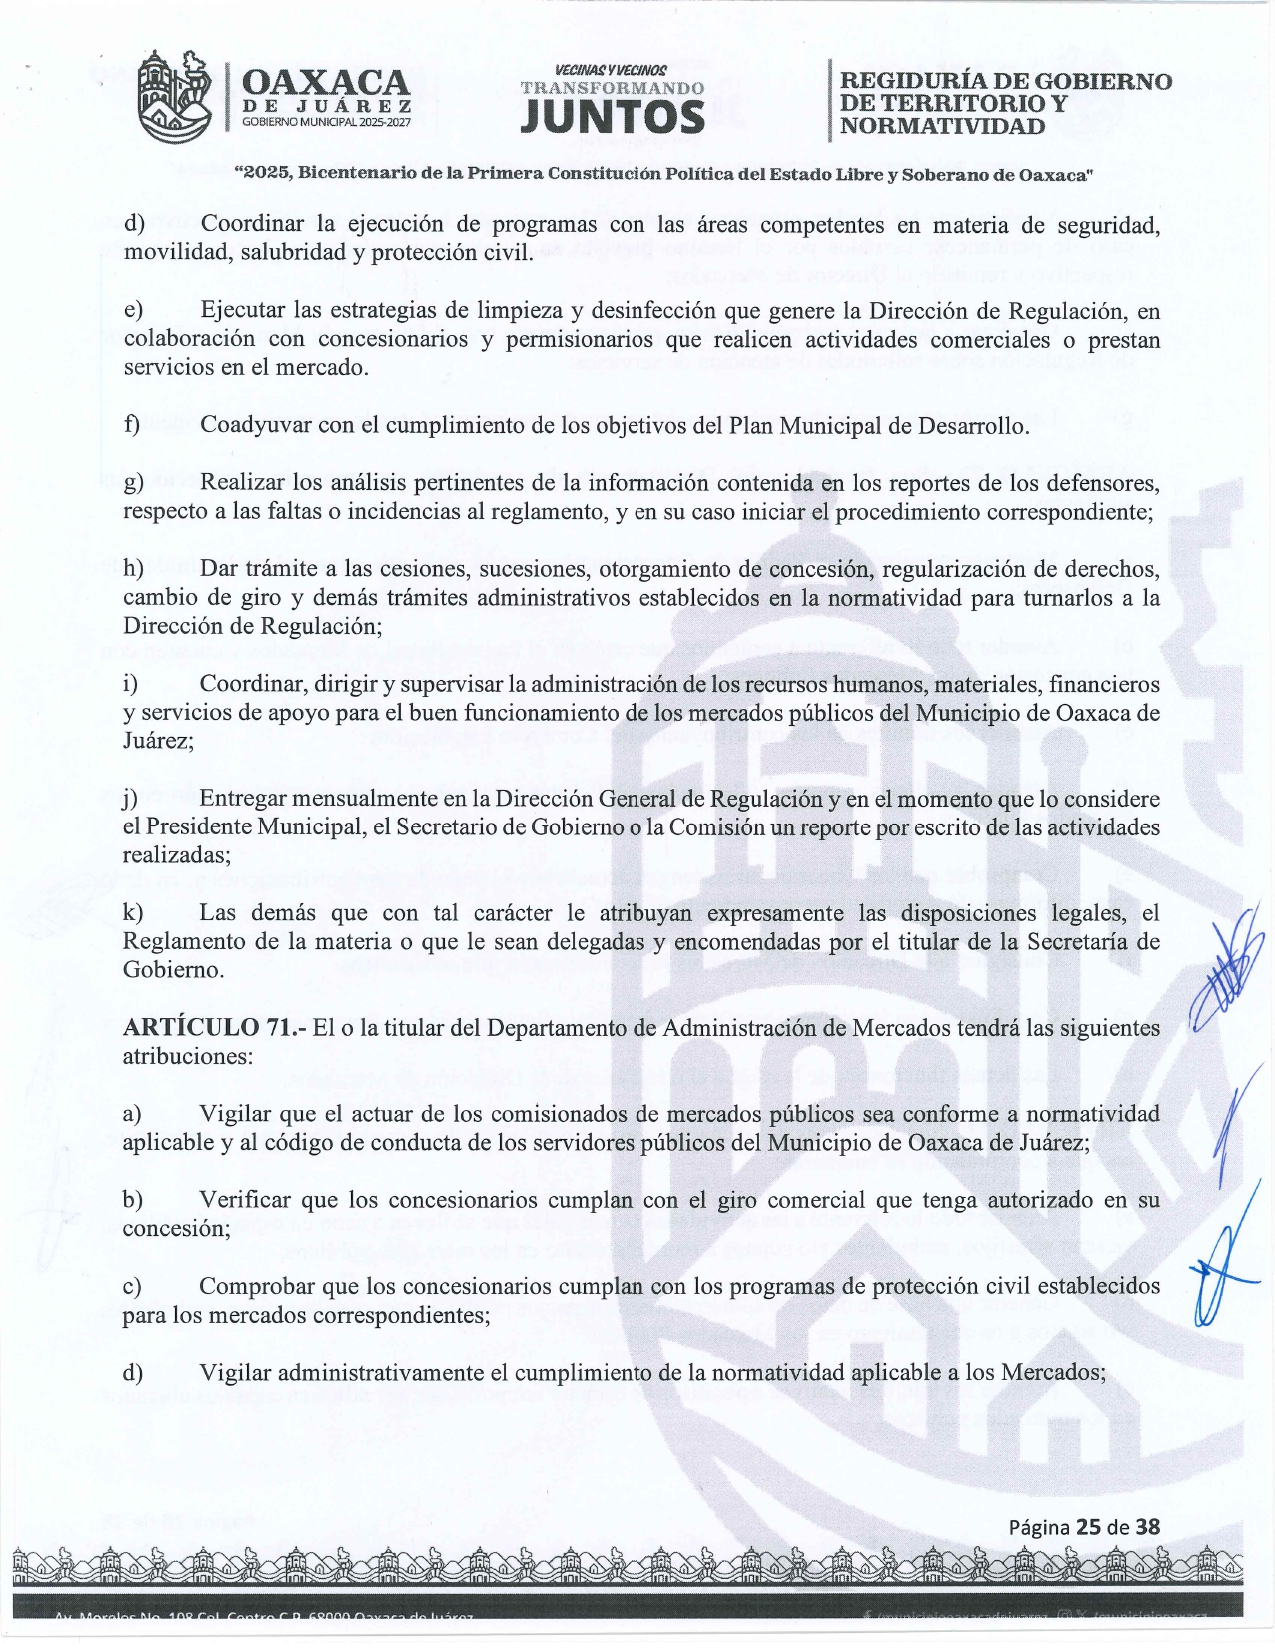 OAXACA
DE JUÁREZ
GOBIERNO MUNICIPAL 2025-2027
VECINAS Y VECINOS
TRANSFORMANDO
JUNTOS
REGIDURÍA DE GOBIERNO
DE TERRITORIO Y
NORMATIVIDAD
"2025, Bicentenario de la Primera Constitución Política del Estado Libre y Soberano de Oaxaca"
d) Coordinar la ejecución de programas con las áreas competentes en materia de seguridad,
movilidad, salubridad y protección civil.
e) Ejecutar las estrategias de limpieza y desinfección que genere la Dirección de Regulación, en
colaboración con concesionarios y permisionarios que realicen actividades comerciales o prestan
servicios en el mercado.
f) Coadyuvar con el cumplimiento de los objetivos del Plan Municipal de Desarrollo.
g) Realizar los análisis pertinentes de la información contenida en los reportes de los defensores,
respecto a las faltas o incidencias al reglamento, y en su caso iniciar el procedimiento correspondiente;
h) Dar trámite a las cesiones, sucesiones, otorgamiento de concesión, regularización de derechos,
cambio de giro y demás trámites administrativos establecidos en la normatividad para turnarlos a la
Dirección de Regulación;
i) Coordinar, dirigir y supervisar la administración de los recursos humanos, materiales, financieros
y servicios de apoyo para el buen funcionamiento de los mercados públicos del Municipio de Oaxaca de
Juárez;
j) Entregar mensualmente en la Dirección General de Regulación y en el momento que lo considere
el Presidente Municipal, el Secretario de Gobierno o la Comisión un reporte por escrito de las actividades
realizadas;
k) Las demás que con tal carácter le atribuyan expresamente las disposiciones legales, el
Reglamento de la materia o que le sean delegadas y encomendadas por el titular de la Secretaría de
Gobierno.
ARTÍCULO 71.- El o la titular del Departamento de Administración de Mercados tendrá las siguientes
atribuciones:
a) Vigilar que el actuar de los comisionados de mercados públicos sea conforme a normatividad
aplicable y al código de conducta de los servidores públicos del Municipio de Oaxaca de Juárez;
b) Verificar que los concesionarios cumplan con el giro comercial que tenga autorizado en su
concesión;
c) Comprobar que los concesionarios cumplan con los programas de protección civil establecidos
para los mercados correspondientes;
d) Vigilar administrativamente el cumplimiento de la normatividad aplicable a los Mercados;
Página 25 de 38
Av. Morelos No. 108 Col. Centro C.P. 68000 Oaxaca de Juárez